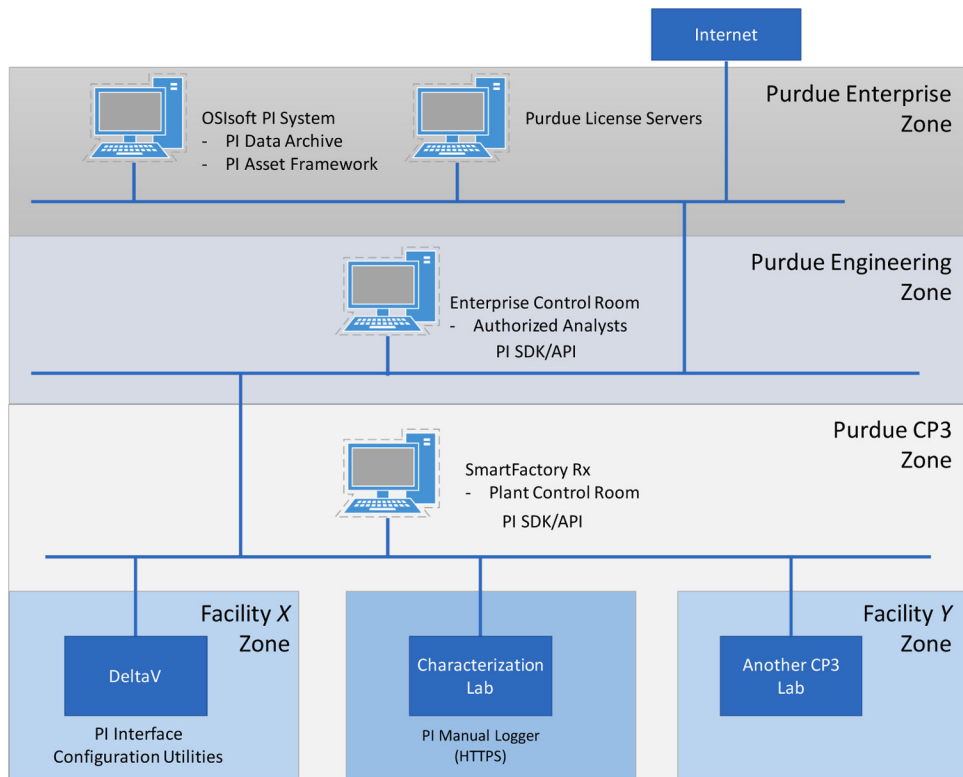 Internet
Purdue Enterprise
Zone
OSIsoft PI System
- PI Data Archive
- PI Asset Framework
Purdue License Servers
Purdue Engineering
Zone
Enterprise Control Room
- Authorized Analysts
PI SDK/API
Purdue CP3
Zone
SmartFactory Rx
- Plant Control Room
PI SDK/API
Facility X
Zone
DeltaV
PI Interface
Configuration Utilities
Characterization
Lab
PI Manual Logger
(HTTPS)
Facility Y
Zone
Another CP3
Lab